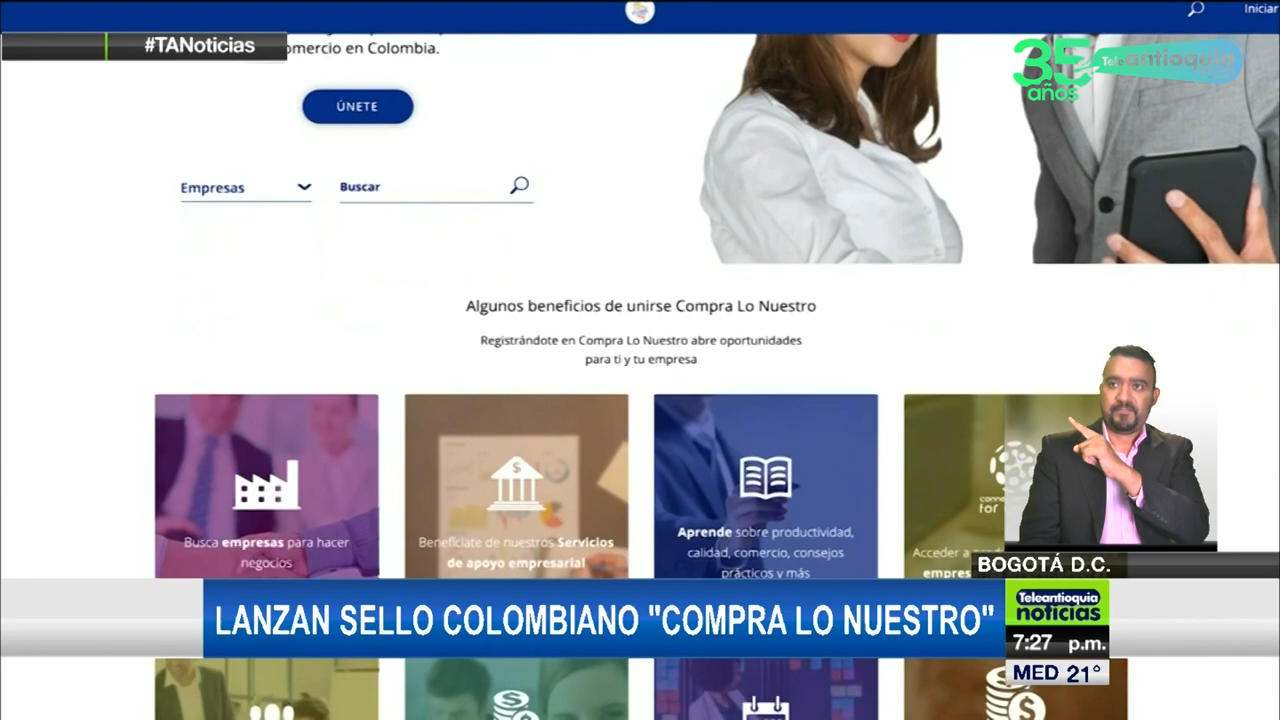 Iniciar
#TANoticias
omercio en Colombia.
35
años
Teleantioquia
ÚNETE
Empresas
Buscar
Algunos beneficios de unirse Compra Lo Nuestro
Registrándote en Compra Lo Nuestro abre oportunidades
para ti y tu empresa
Busca empresas para hacer
negocios
Benefíciate de nuestros Servicios
de apoyo empresarial
Aprende sobre productividad,
calidad, comercio, consejos
prácticos y más
for
Acceder a
BOGOTÁ D.C.
LANZAN SELLO COLOMBIANO "COMPRA LO NUESTRO"
Teleantioquia
noticias
7:27 p.m.
MED 21°